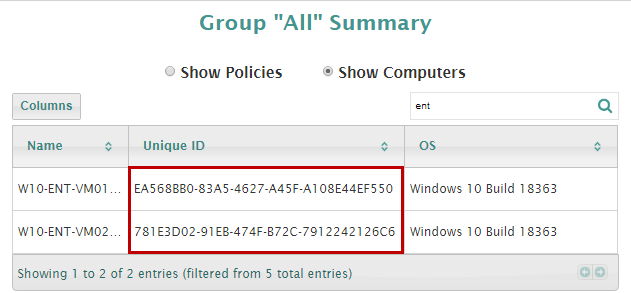 Group "All" Summary
Show Policies Show Computers
Columns ent
Name Unique ID OS
W10-ENT-VM01... EA568BB0-83A5-4627-A45F-A108E44EF550 Windows 10 Build 18363
W10-ENT-VM02... 781E3D02-91EB-474F-B72C-7912242126C6 Windows 10 Build 18363
Showing 1 to 2 of 2 entries (filtered from 5 total entries)